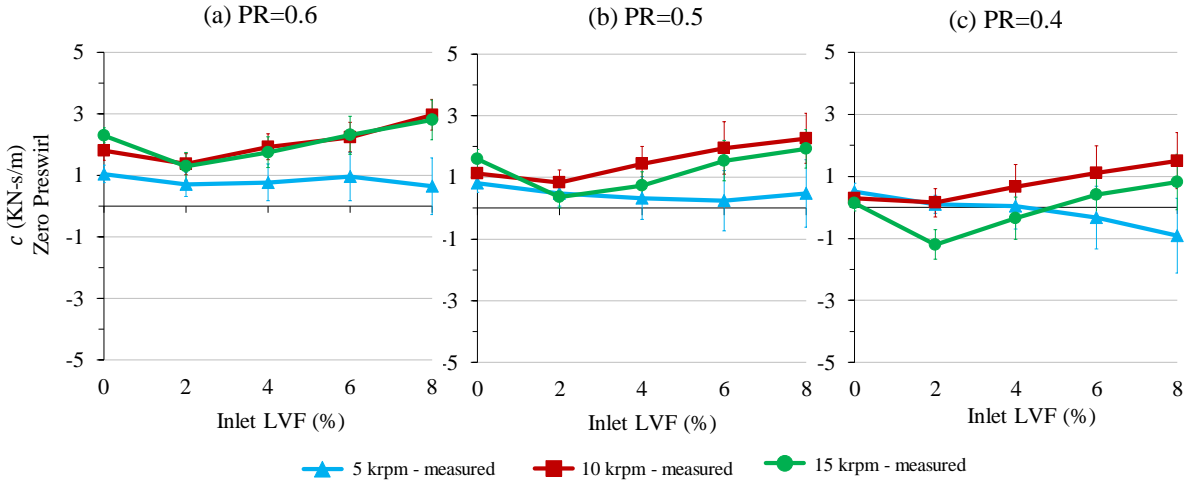 (a) PR=0.6
(b) PR=0.5
(c) PR=0.4
c (KN-s/m)
Zero Preswirl
5
3
1
-1
-3
-5
0 2 4 6 8
Inlet LVF (%)
5
3
1
-1
-3
-5
0 2 4 6 8
Inlet LVF (%)
5
3
1
-1
-3
-5
0 2 4 6 8
Inlet LVF (%)
5 krpm - measured
10 krpm - measured
15 krpm - measured